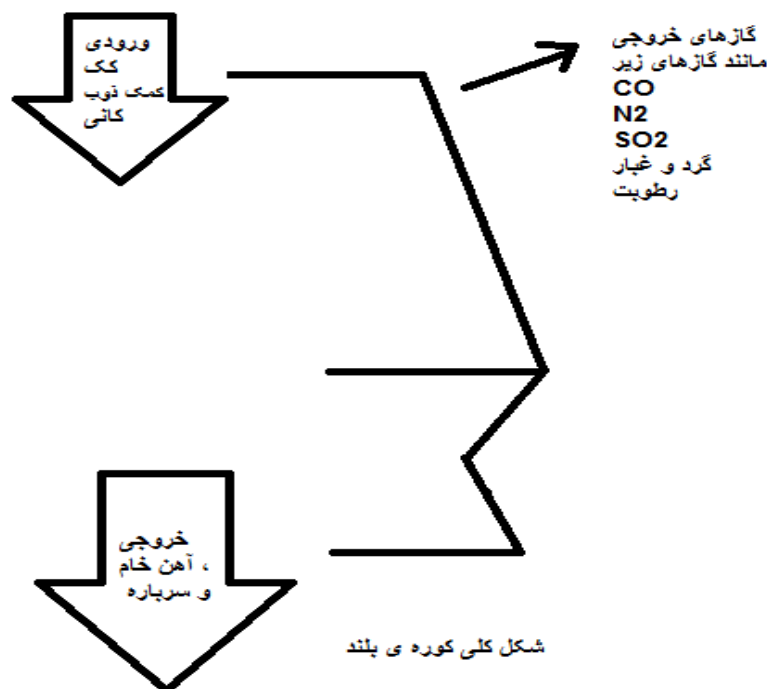 ورودی
کک
کمک ذوب
کانی
گازهای خروجی
مانند گازهای زیر
CO
N2
SO2
گرد و غبار
رطوبت
خروجی
، آهن خام
و سرباره
شکل کلی کوره ی بلند